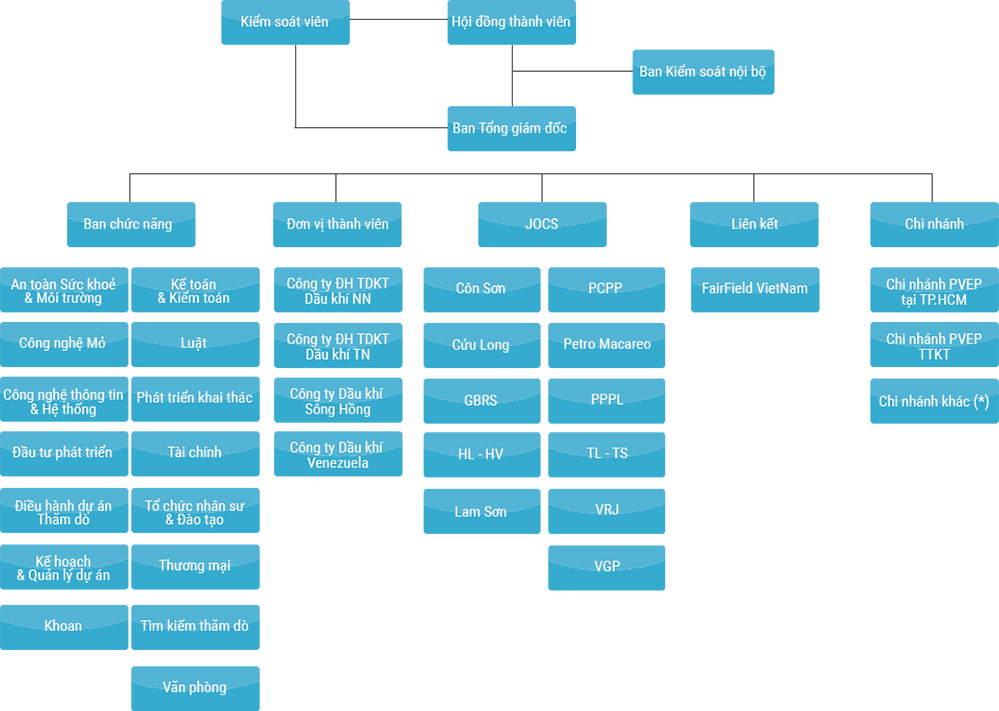 Kiểm soát viên
Hội đồng thành viên
Ban Kiểm soát nội bộ
Ban Tổng giám đốc
Ban chức năng
Đơn vị thành viên
JOCS
Liên kết
Chi nhánh
An toàn Sức khoẻ
& Môi trường
Kế toán
& Kiểm toán
Công nghệ Mỏ
Luật
Công nghệ thông tin
& Hệ thống
Phát triển khai thác
Đầu tư phát triển
Tài chính
Điều hành dự án
Thăm dò
Tổ chức nhân sư
& Đào tạo
Kế hoạch
& Quản lý dự án
Thương mại
Khoan
Tìm kiếm thăm dò
Văn phòng
Công ty ĐH TDKT
Dầu khí NN
Công ty ĐH TDKT
Dầu khí TN
Công ty Dầu khí
Sông Hồng
Công ty Dầu khí
Venezuela
Côn Sơn
PCPP
Cửu Long
Petro Macareo
GBRS
PPPL
HL - HV
TL - TS
Lam Sơn
VRJ
VGP
FairField VietNam
Chi nhánh PVEP
tại TP.HCM
Chi nhánh PVEP
TTKT
Chi nhánh khác (*)